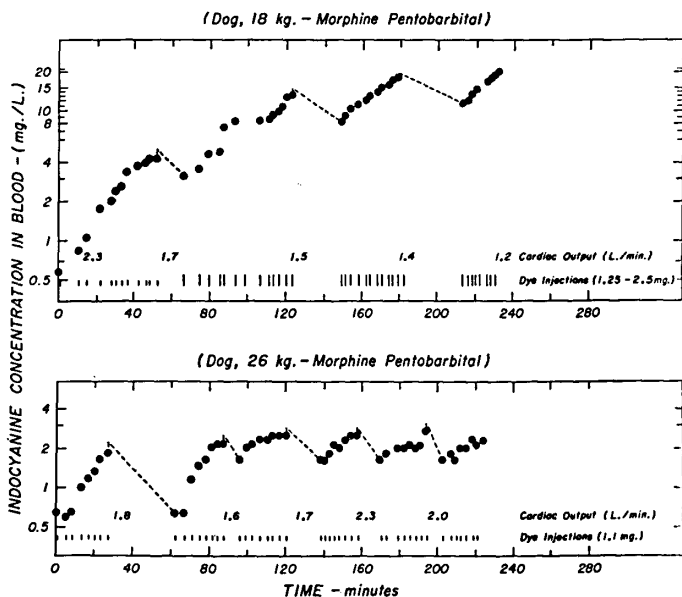 (Dog, 18 kg. - Morphine Pentobarbital)
20
15
10
8
4
2
1
0.5
2.3 1.7 1.5 1.4 1.2 Cardiac Output (L./min.)
Dye Injections (1.25 - 2.5 mg.)
0 40 80 120 160 200 240 280
INDOCYANINE CONCENTRATION IN BLOOD - (mg./L.)
(Dog, 26 kg. - Morphine Pentobarbital)
4
2
1
0.5
1.8 1.6 1.7 2.3 2.0 Cardiac Output (L./min.)
Dye Injections (1.1 mg.)
0 40 80 120 160 200 240 280
TIME - minutes